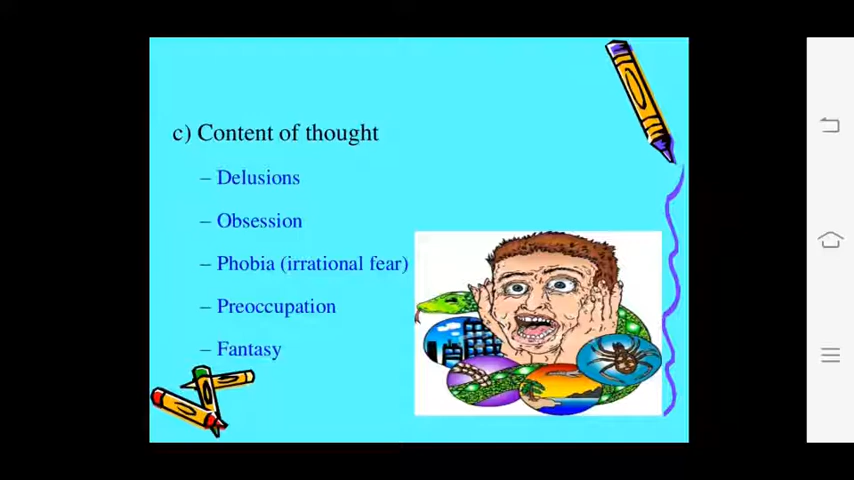 c) Content of thought
– Delusions
– Obsession
– Phobia (irrational fear)
– Preoccupation
– Fantasy